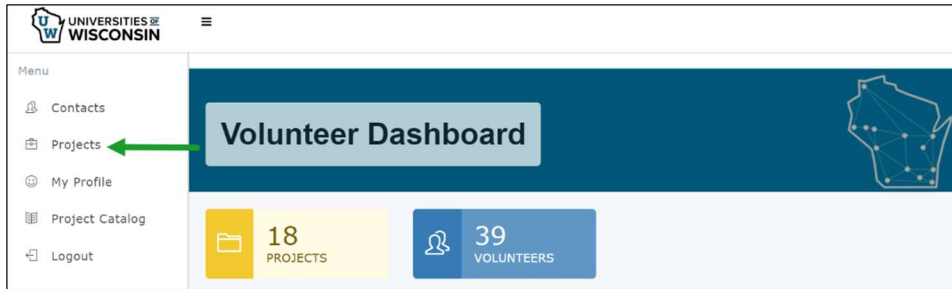 UNIVERSITIES OF
WISCONSIN
Menu
Contacts
Projects
My Profile
Project Catalog
Logout
Volunteer Dashboard
18
PROJECTS
39
VOLUNTEERS